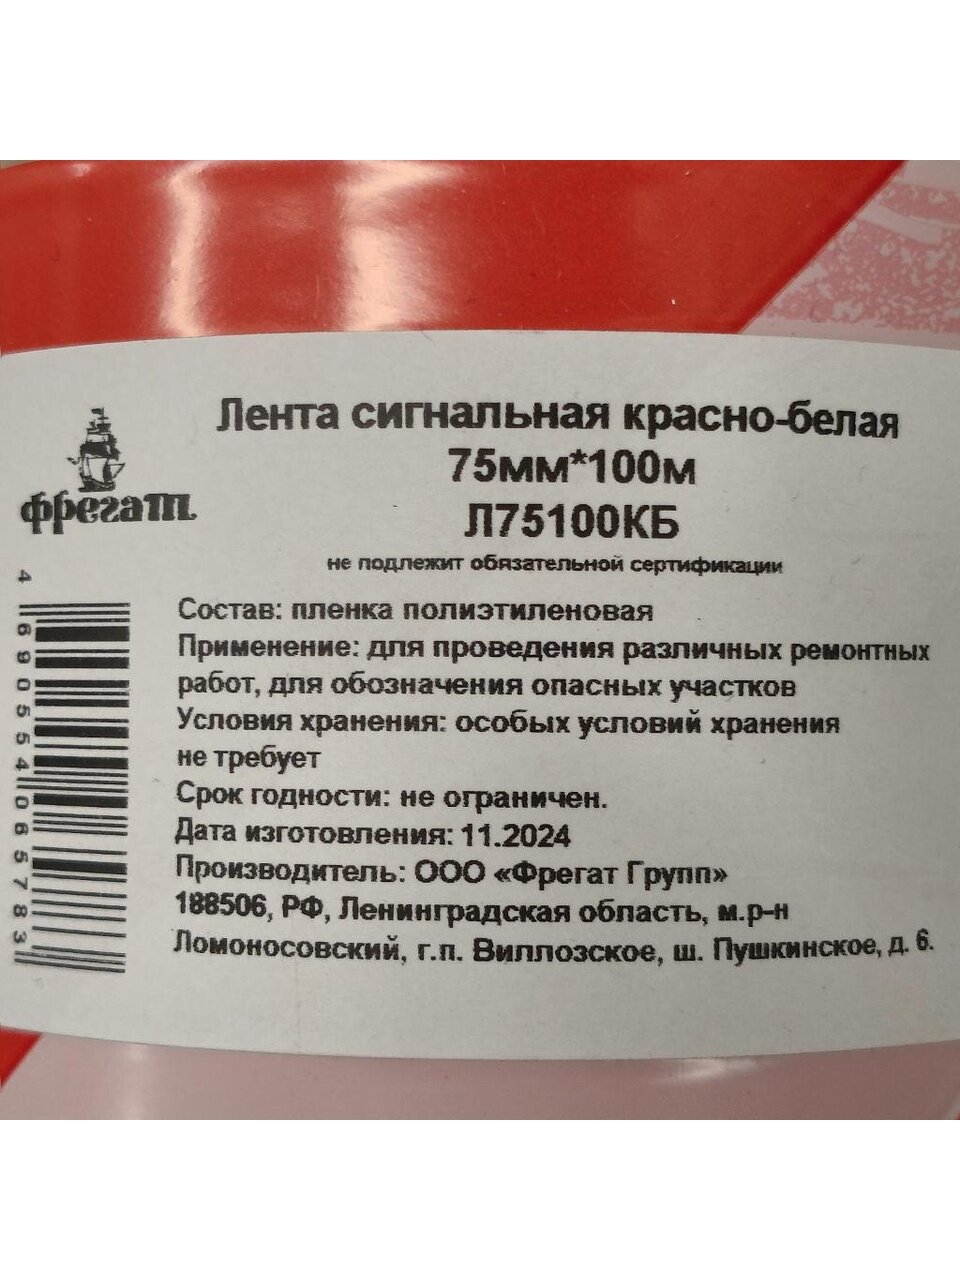 Лента сигнальная красно-белая
75мм*100м
Л75100КБ
не подлежит обязательной сертификации
фрегат
Состав: пленка полиэтиленовая
Применение: для проведения различных ремонтных
работ, для обозначения опасных участков
Условия хранения: особых условий хранения
не требует
Срок годности: не ограничен.
Дата изготовления: 11.2024
Производитель: ООО «Фрегат Групп»
188506, РФ, Ленинградская область, м.р-н
Ломоносовский, г.п. Виллозское, ш. Пушкинское, д. 6.
4 690554 065783